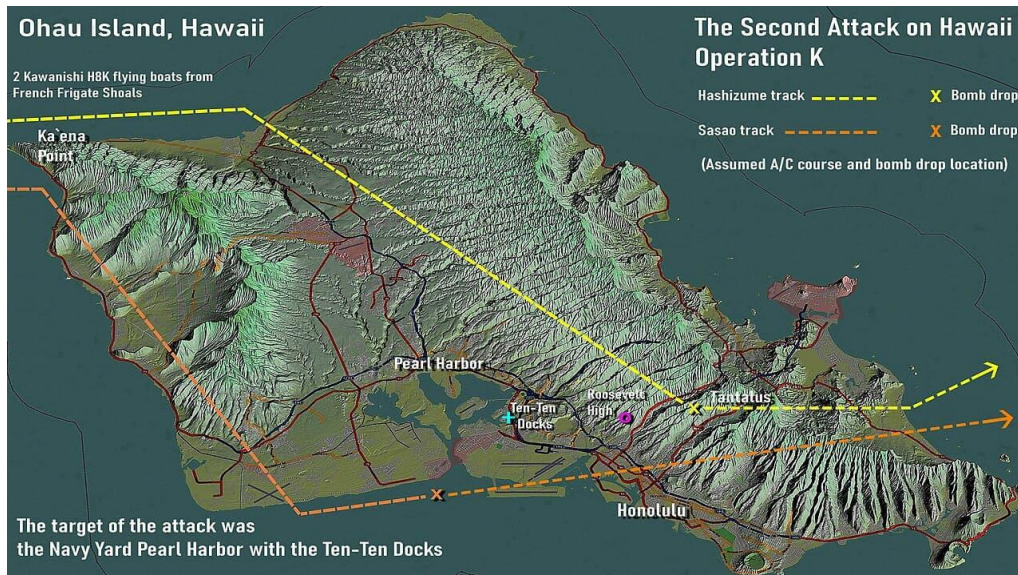 Ohau Island, Hawaii
2 Kawanishi H8K flying boats from
French Frigate Shoals
The Second Attack on Hawaii
Operation K
Hashizume track
X Bomb drop
Sasao track
X Bomb drop
(Assumed A/C course and bomb drop location)
Ka`ena
Point
Pearl Harbor
Ten-Ten
Docks
Roosevelt
High
Tantatus
Honolulu
The target of the attack was
the Navy Yard Pearl Harbor with the Ten-Ten Docks